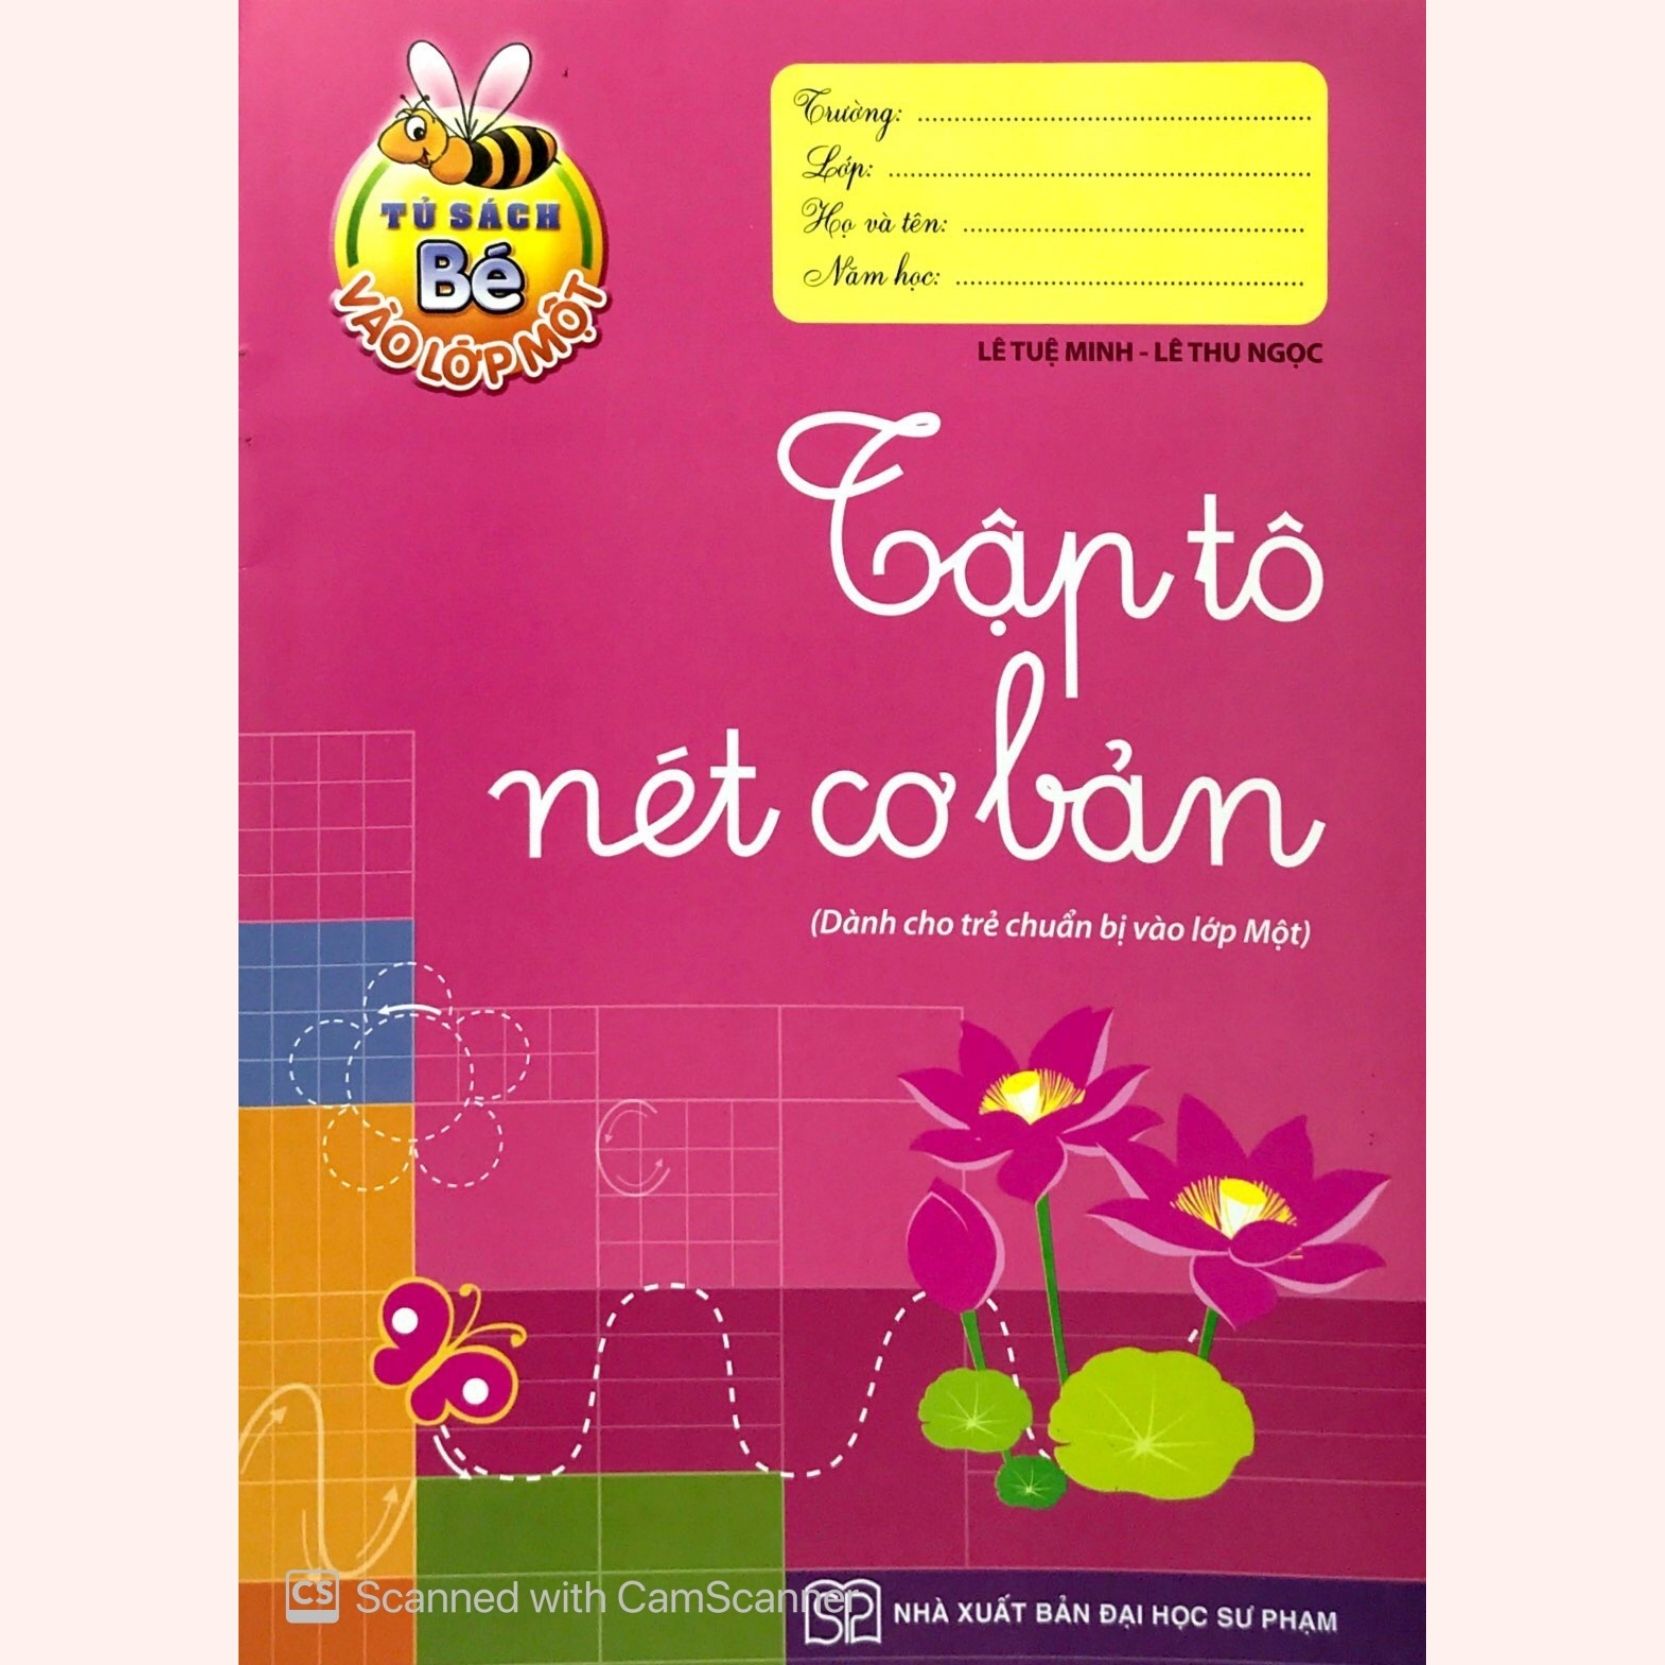 TỦ SÁCH
Bé
VÀO LỚP MỘT
Trường:
Lớp:
Họ và tên:
Năm học:
LÊ TUỆ MINH - LÊ THU NGỌC
Tập tô
nét cơ bản
(Dành cho trẻ chuẩn bị vào lớp Một)
CS Scanned with CamScanner
NHÀ XUẤT BẢN ĐẠI HỌC SƯ PHẠM